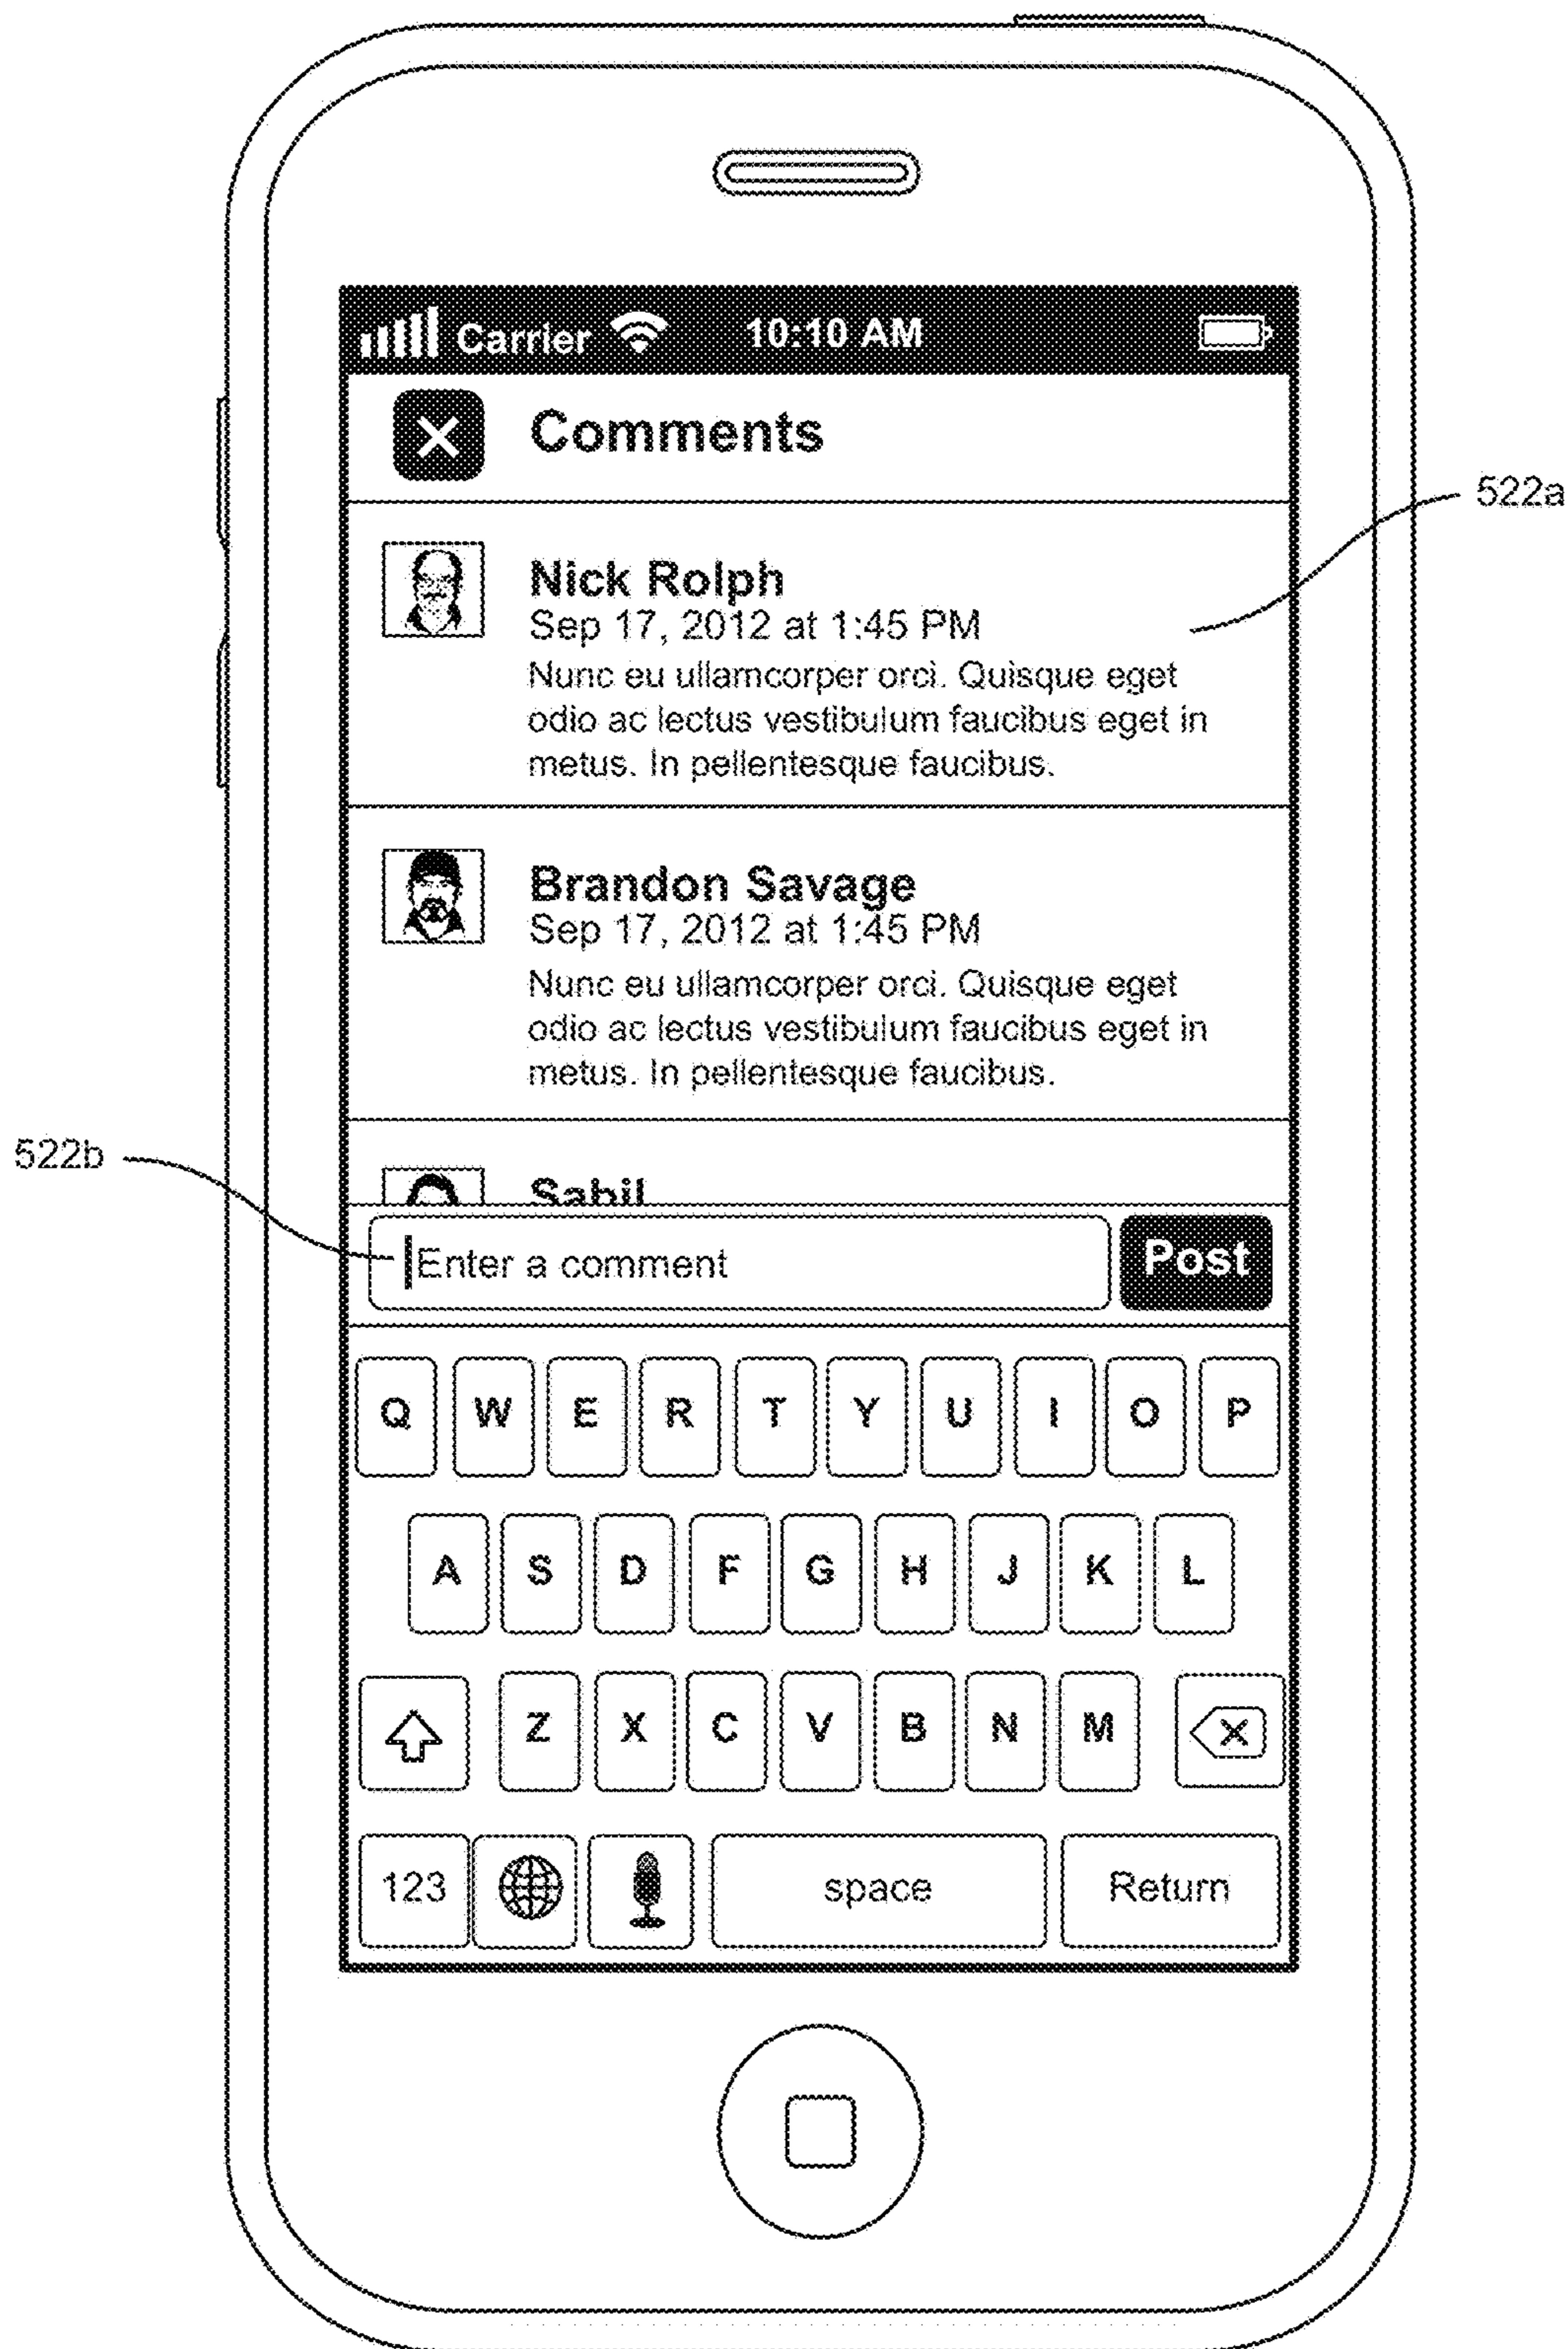 Carrier 10:10 AM
Comments
522a
Nick Rolph
Sep 17, 2012 at 1:45 PM
Nunc eu ullamcorper orci. Quisque eget
odio ac lectus vestibulum faucibus eget in
metus. In pellentesque faucibus.
Brandon Savage
Sep 17, 2012 at 1:45 PM
Nunc eu ullamcorper orci. Quisque eget
odio ac lectus vestibulum faucibus eget in
metus. In pellentesque faucibus.
522b
Enter a comment Post
Q W E R T Y U I O P
A S D F G H J K L
Z X C V B N M
123 space Return